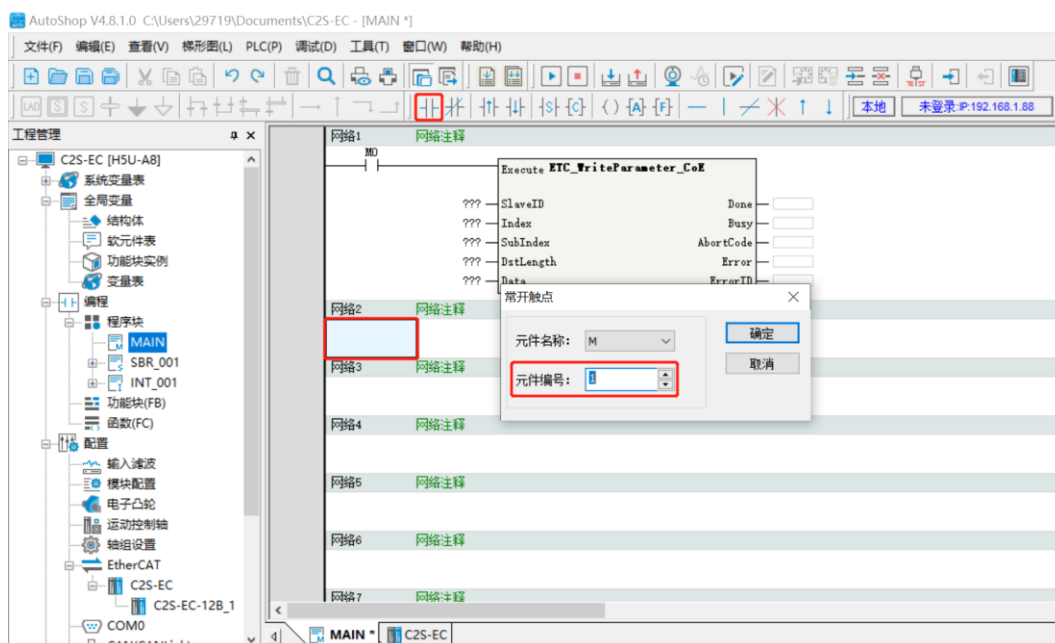 AutoShop V4.8.1.0 C:\Users\29719\Documents\C2S-EC - [MAIN *]
文件(F) 编辑(E) 查看(V) 梯形图(L) PLC(P) 调试(D) 工具(T) 窗口(W) 帮助(H)
本地 未登录:IP:192.168.1.88
工程管理
C2S-EC [H5U-A8]
系统变量表
全局变量
结构体
软元件表
功能块实例
变量表
编程
程序块
MAIN
SBR_001
INT_001
功能块(FB)
函数(FC)
配置
输入滤波
模块配置
电子凸轮
运动控制轴
轴组设置
EtherCAT
C2S-EC
C2S-EC-12B_1
COM0
网络1 网络注释
M0
Execute ETC_WriteParameter_CoE
??? SlaveID Done
??? Index Busy
??? SubIndex AbortCode
??? DstLength Error
??? Data ErrorID
网络2 网络注释
网络3 网络注释
网络4 网络注释
网络5 网络注释
网络6 网络注释
网络7 网络注释
常开触点
元件名称: M
元件编号: 1
确定
取消
MAIN * C2S-EC